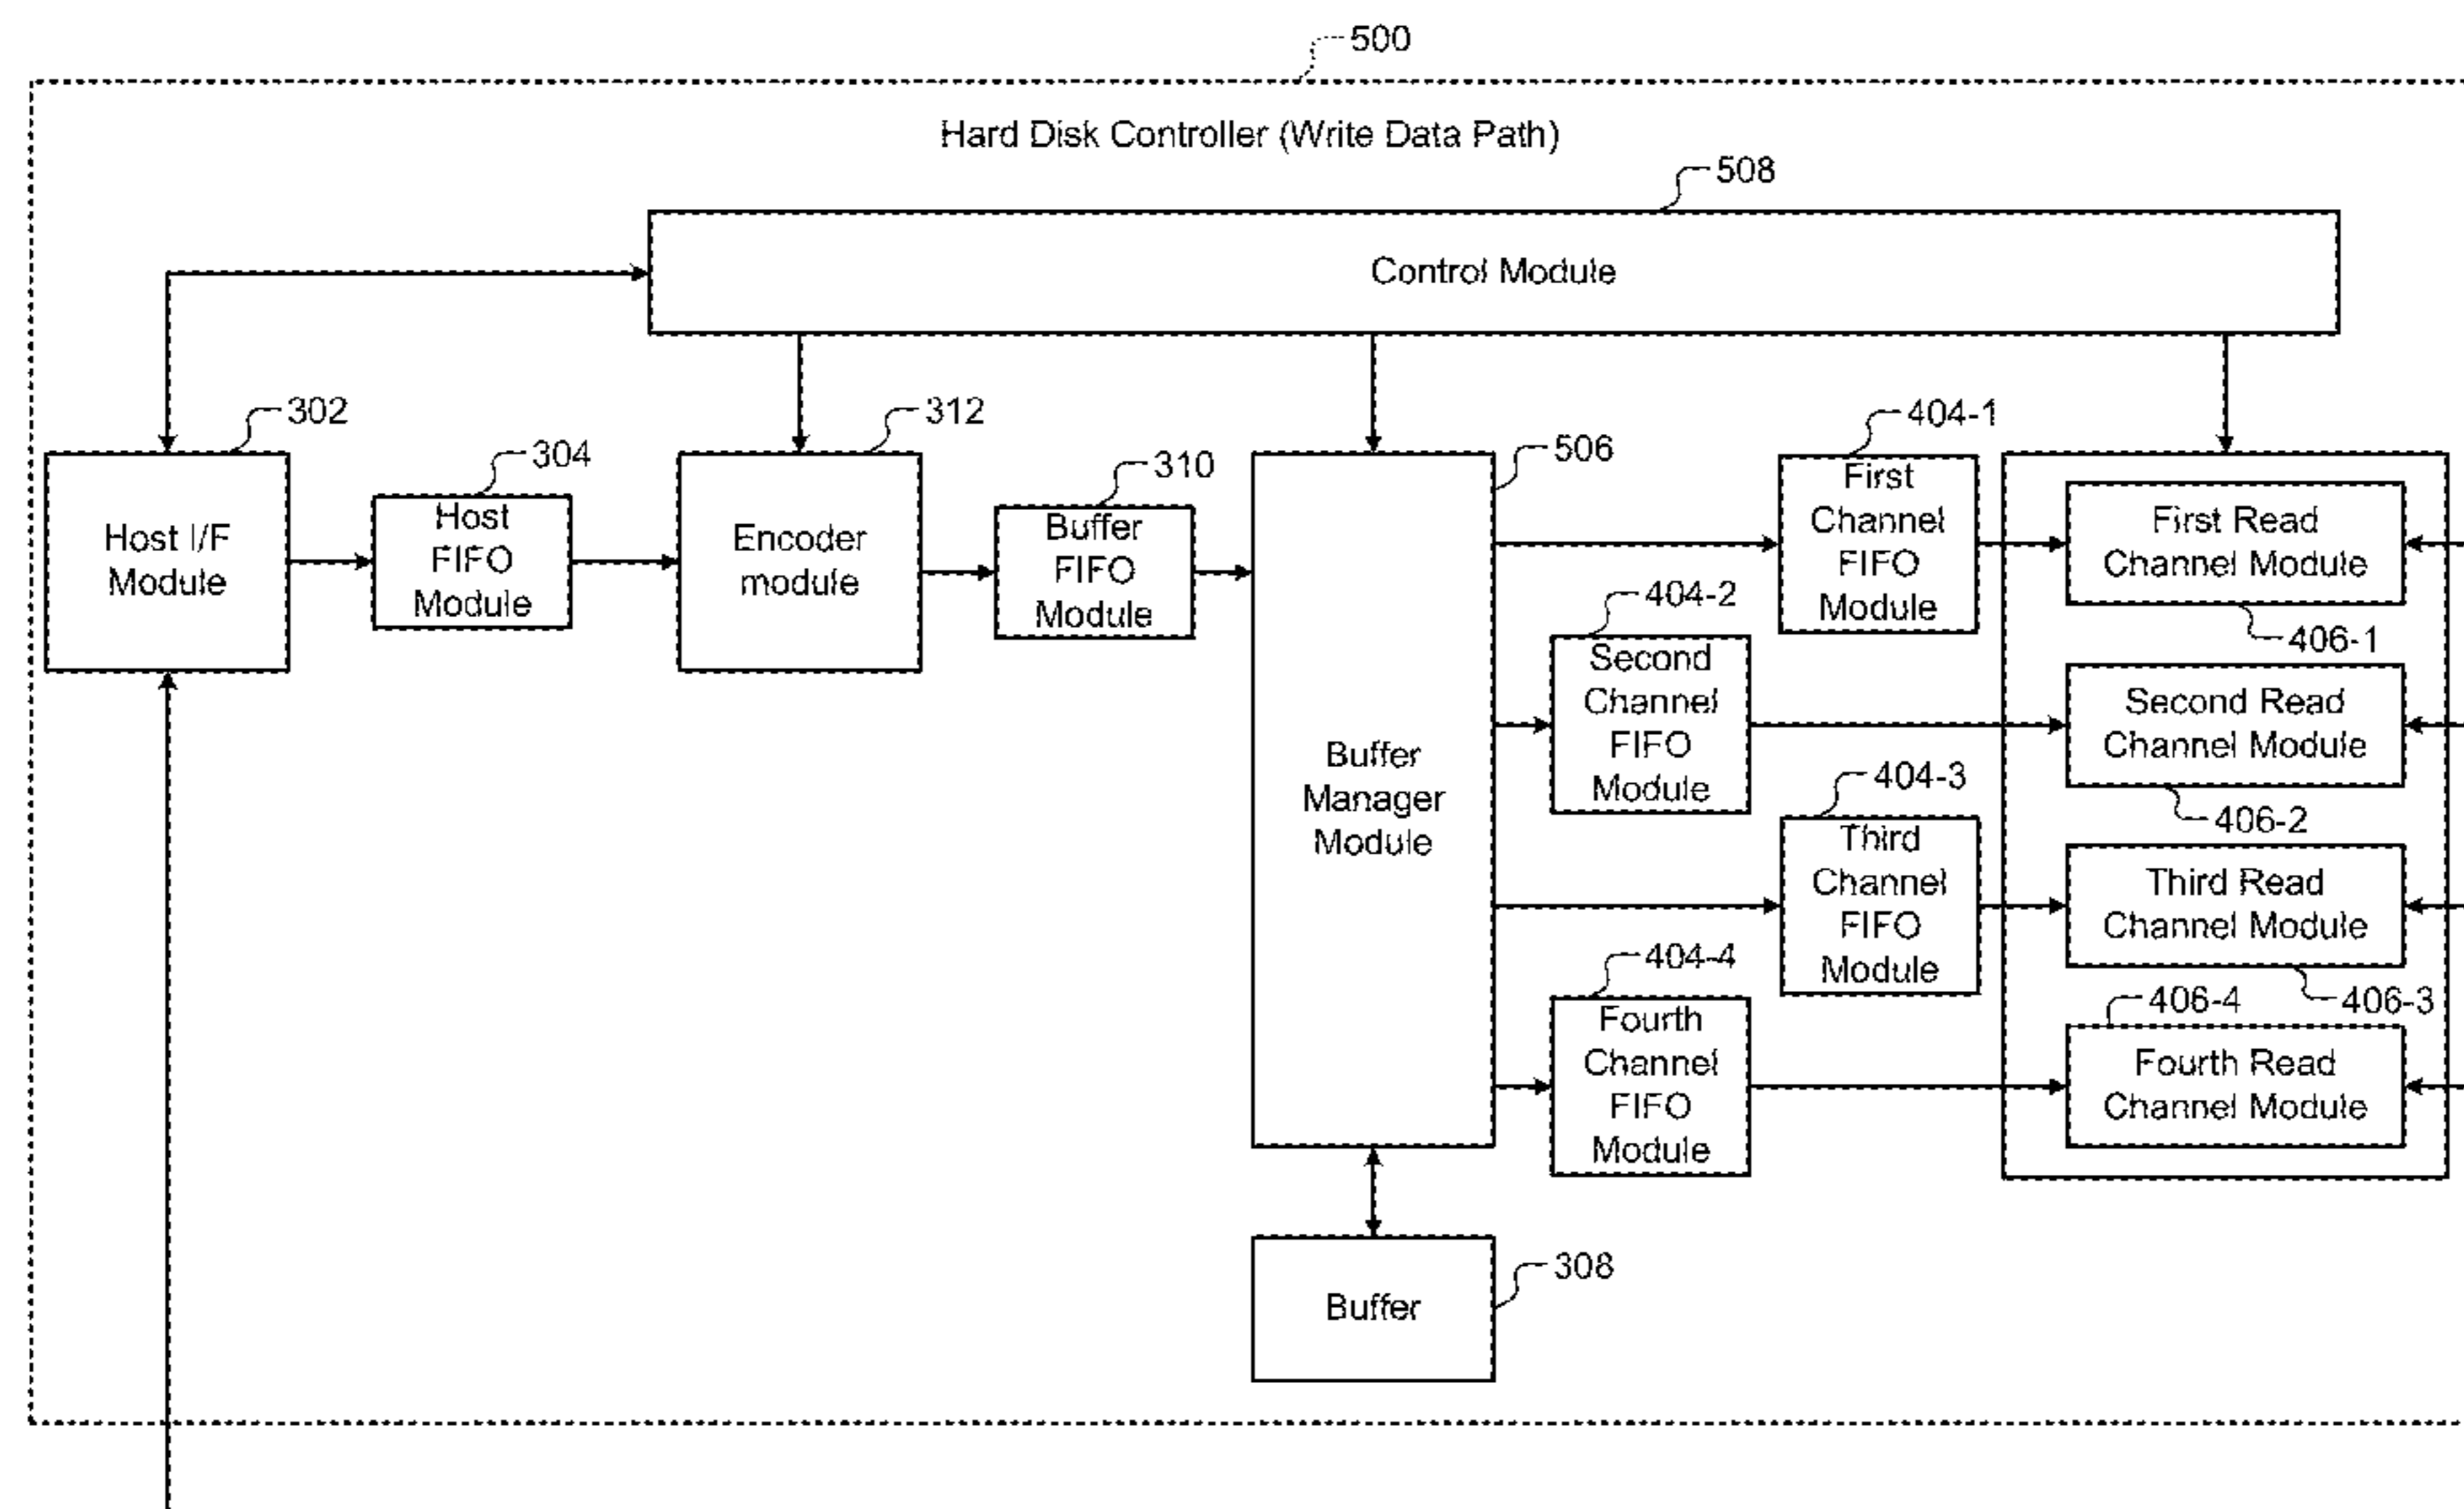 500
Hard Disk Controller (Write Data Path)
508
Control Module
302
Host I/F
Module
304
Host
FIFO
Module
312
Encoder
module
310
Buffer
FIFO
Module
506
Buffer
Manager
Module
404-1
First
Channel
FIFO
Module
First Read
Channel Module
406-1
404-2
Second
Channel
FIFO
Module
Second Read
Channel Module
406-2
404-3
Third
Channel
FIFO
Module
Third Read
Channel Module
406-3
404-4
Fourth
Channel
FIFO
Module
406-4
Fourth Read
Channel Module
308
Buffer